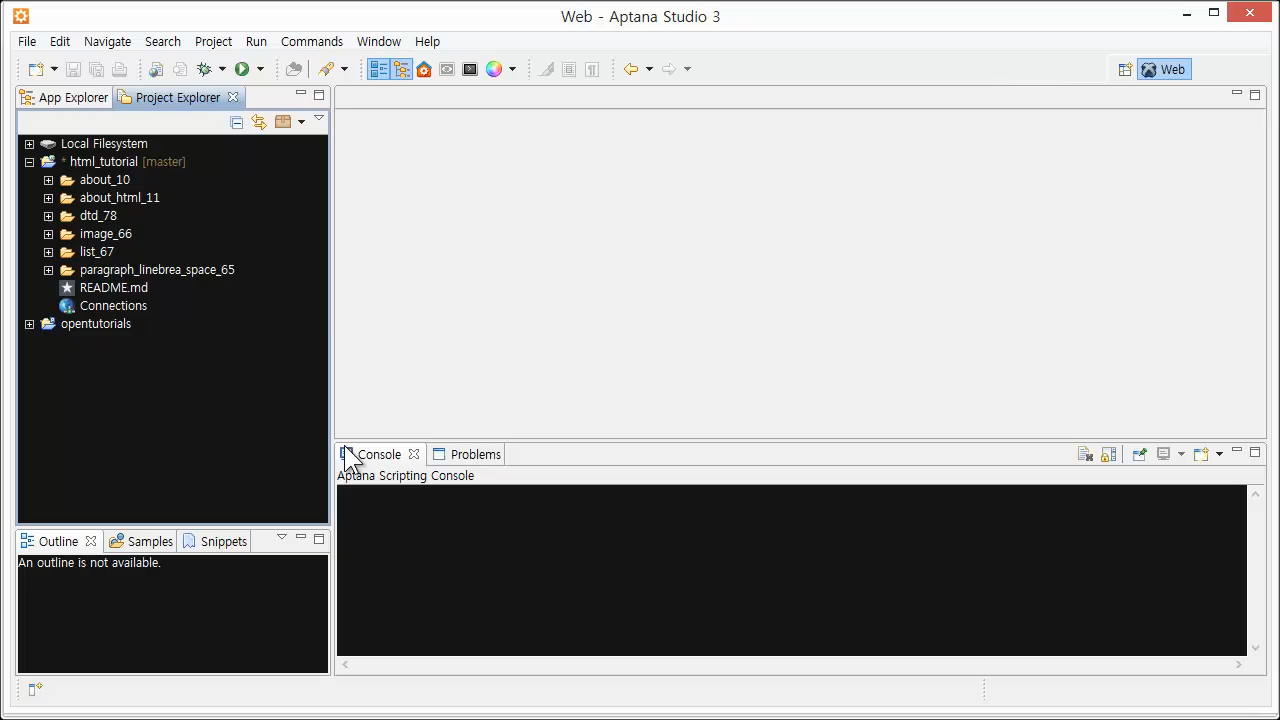 Web - Aptana Studio 3
File Edit Navigate Search Project Run Commands Window Help
Web
App Explorer Project Explorer
Local Filesystem
* html_tutorial [master]
about_10
about_html_11
dtd_78
image_66
list_67
paragraph_linebrea_space_65
README.md
Connections
opentutorials
Console Problems
Aptana Scripting Console
Outline Samples Snippets
An outline is not available.